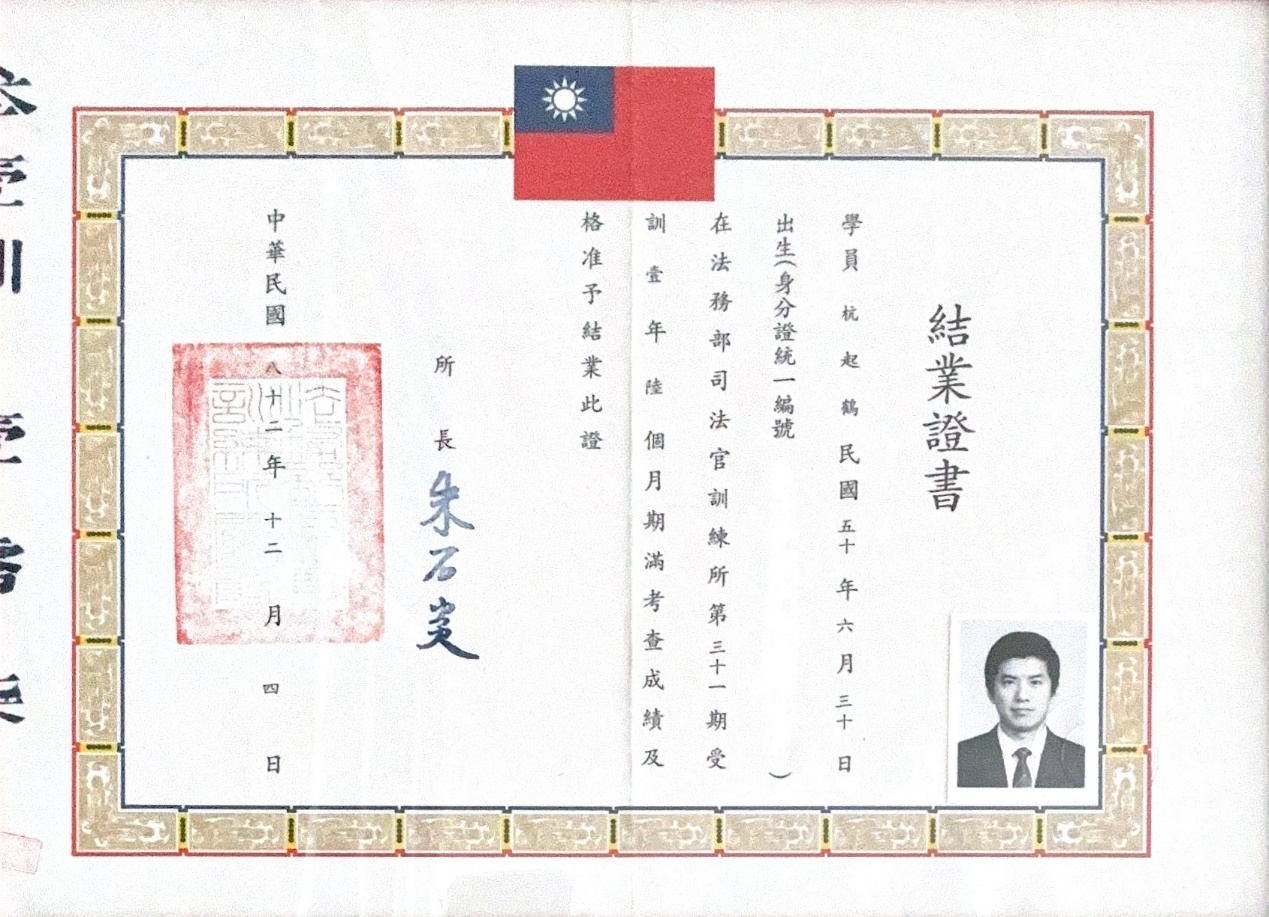 結業證書
學員杭起鶴民國五十年六月三十日
出生(身分證統一編號)
在法務部司法官訓練所第三十一期受
訓壹年陸個月期滿考查成績及
格准予結業此證
所長朱石炎
中華民國八十二年十二月四日